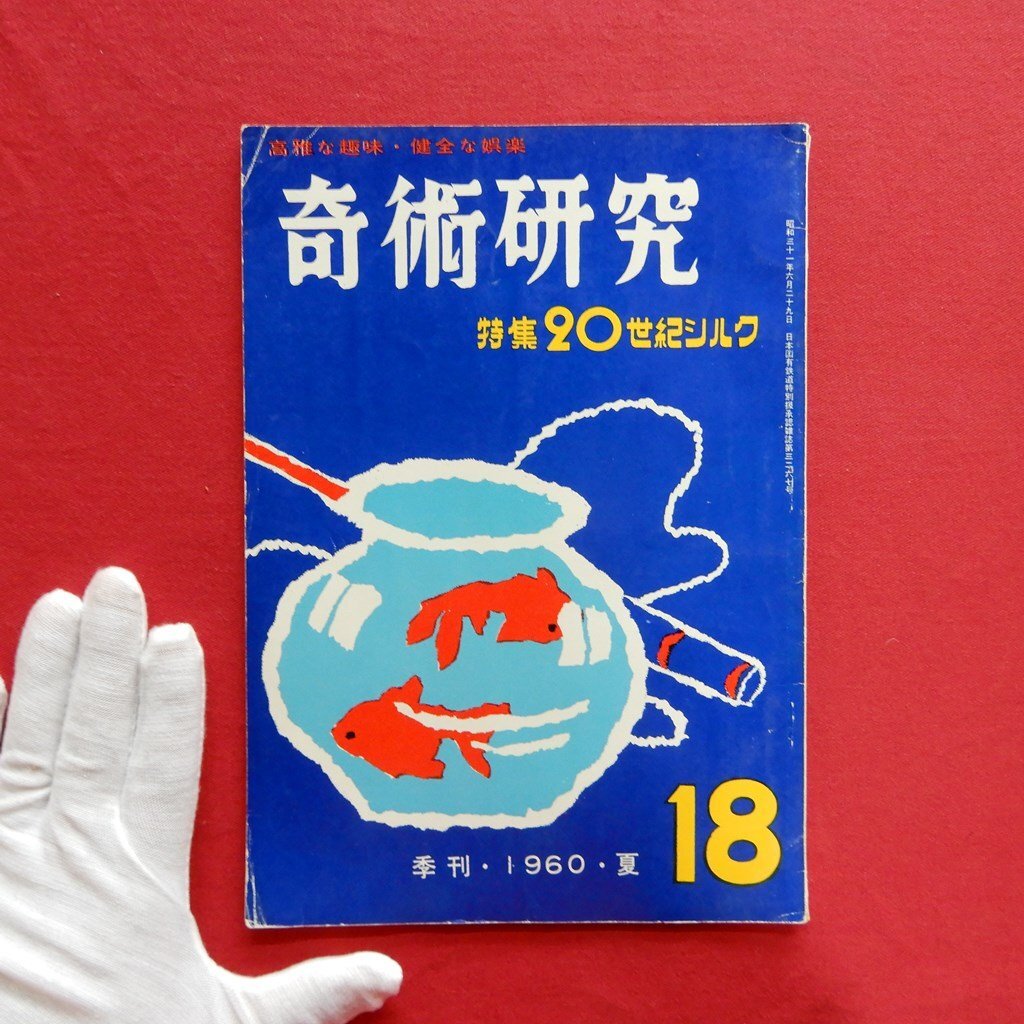 高雅な趣味・健全な娯楽
奇術研究
特集20世紀シルク
昭和三十一年六月二十九日 日本国有鉄道特別扱承認雑誌第三二六七号
季刊・1960・夏
18